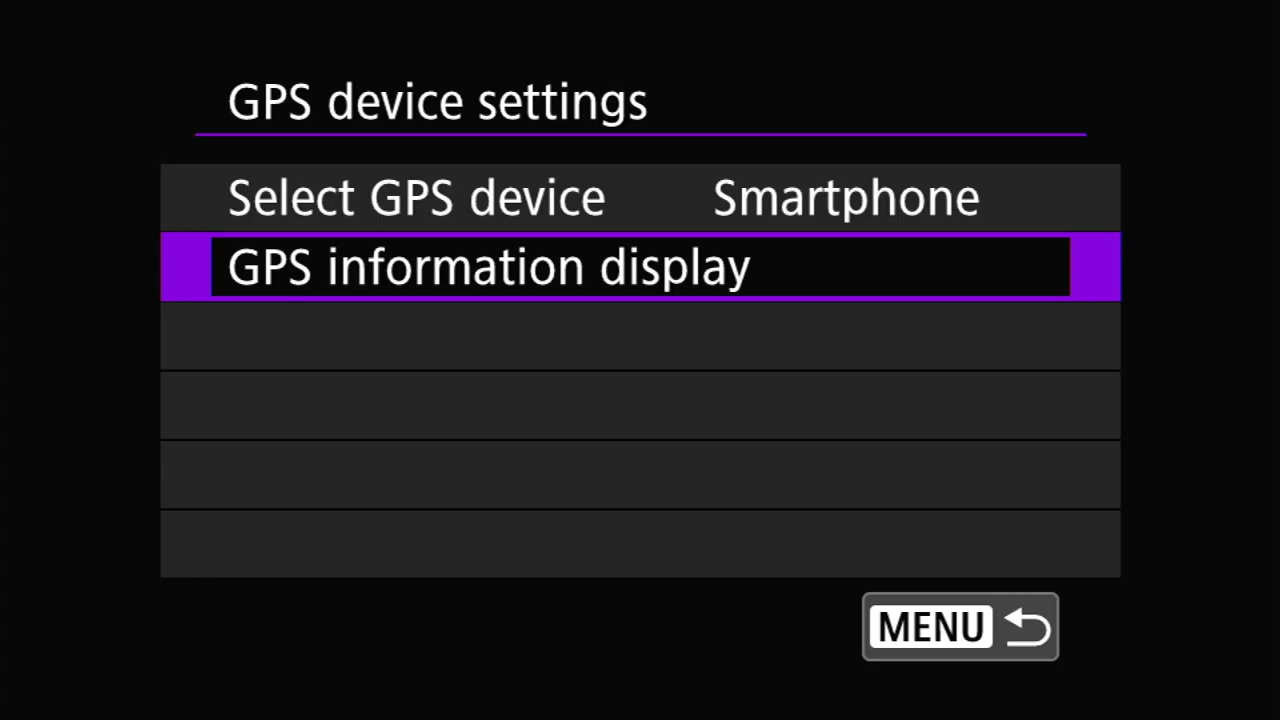 GPS device settings
Select GPS device Smartphone
GPS information display
MENU